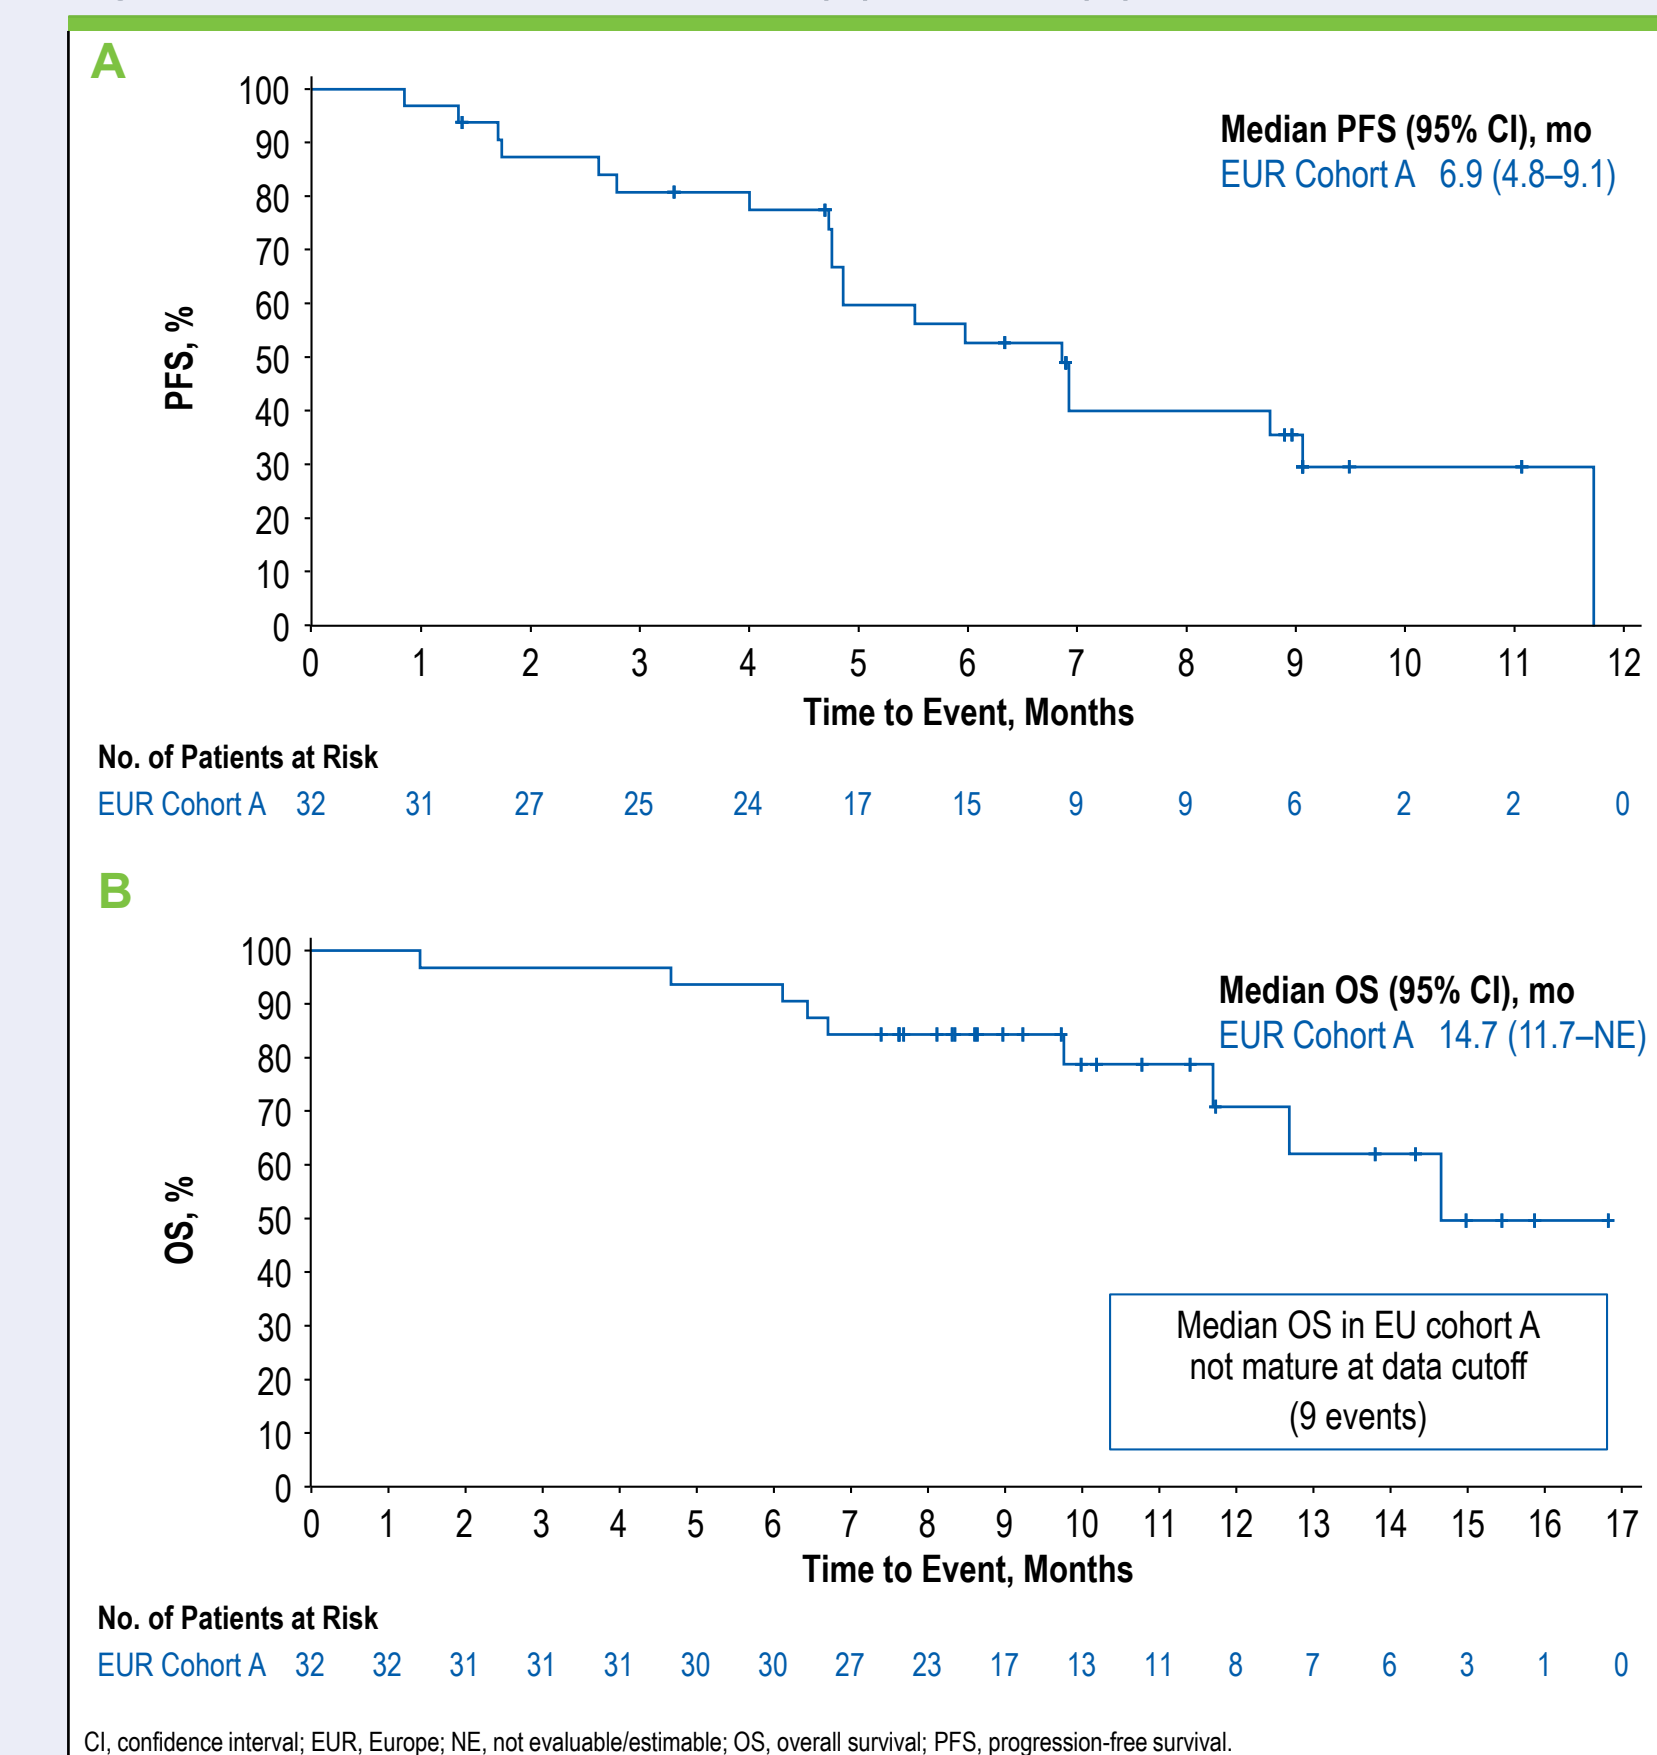 A
Median PFS (95% CI), mo
EUR Cohort A 6.9 (4.8–9.1)
PFS, %
100
90
80
70
60
50
40
30
20
10
0
0 1 2 3 4 5 6 7 8 9 10 11 12
Time to Event, Months
No. of Patients at Risk
EUR Cohort A 32 31 27 25 24 17 15 9 9 6 2 2 0
B
Median OS (95% CI), mo
EUR Cohort A 14.7 (11.7–NE)
OS, %
100
90
80
70
60
50
40
30
20
10
0
Median OS in EU cohort A
not mature at data cutoff
(9 events)
0 1 2 3 4 5 6 7 8 9 10 11 12 13 14 15 16 17
Time to Event, Months
No. of Patients at Risk
EUR Cohort A 32 32 31 31 31 30 30 27 23 17 13 11 8 7 6 3 1 0
CI, confidence interval; EUR, Europe; NE, not evaluable/estimable; OS, overall survival; PFS, progression-free survival.